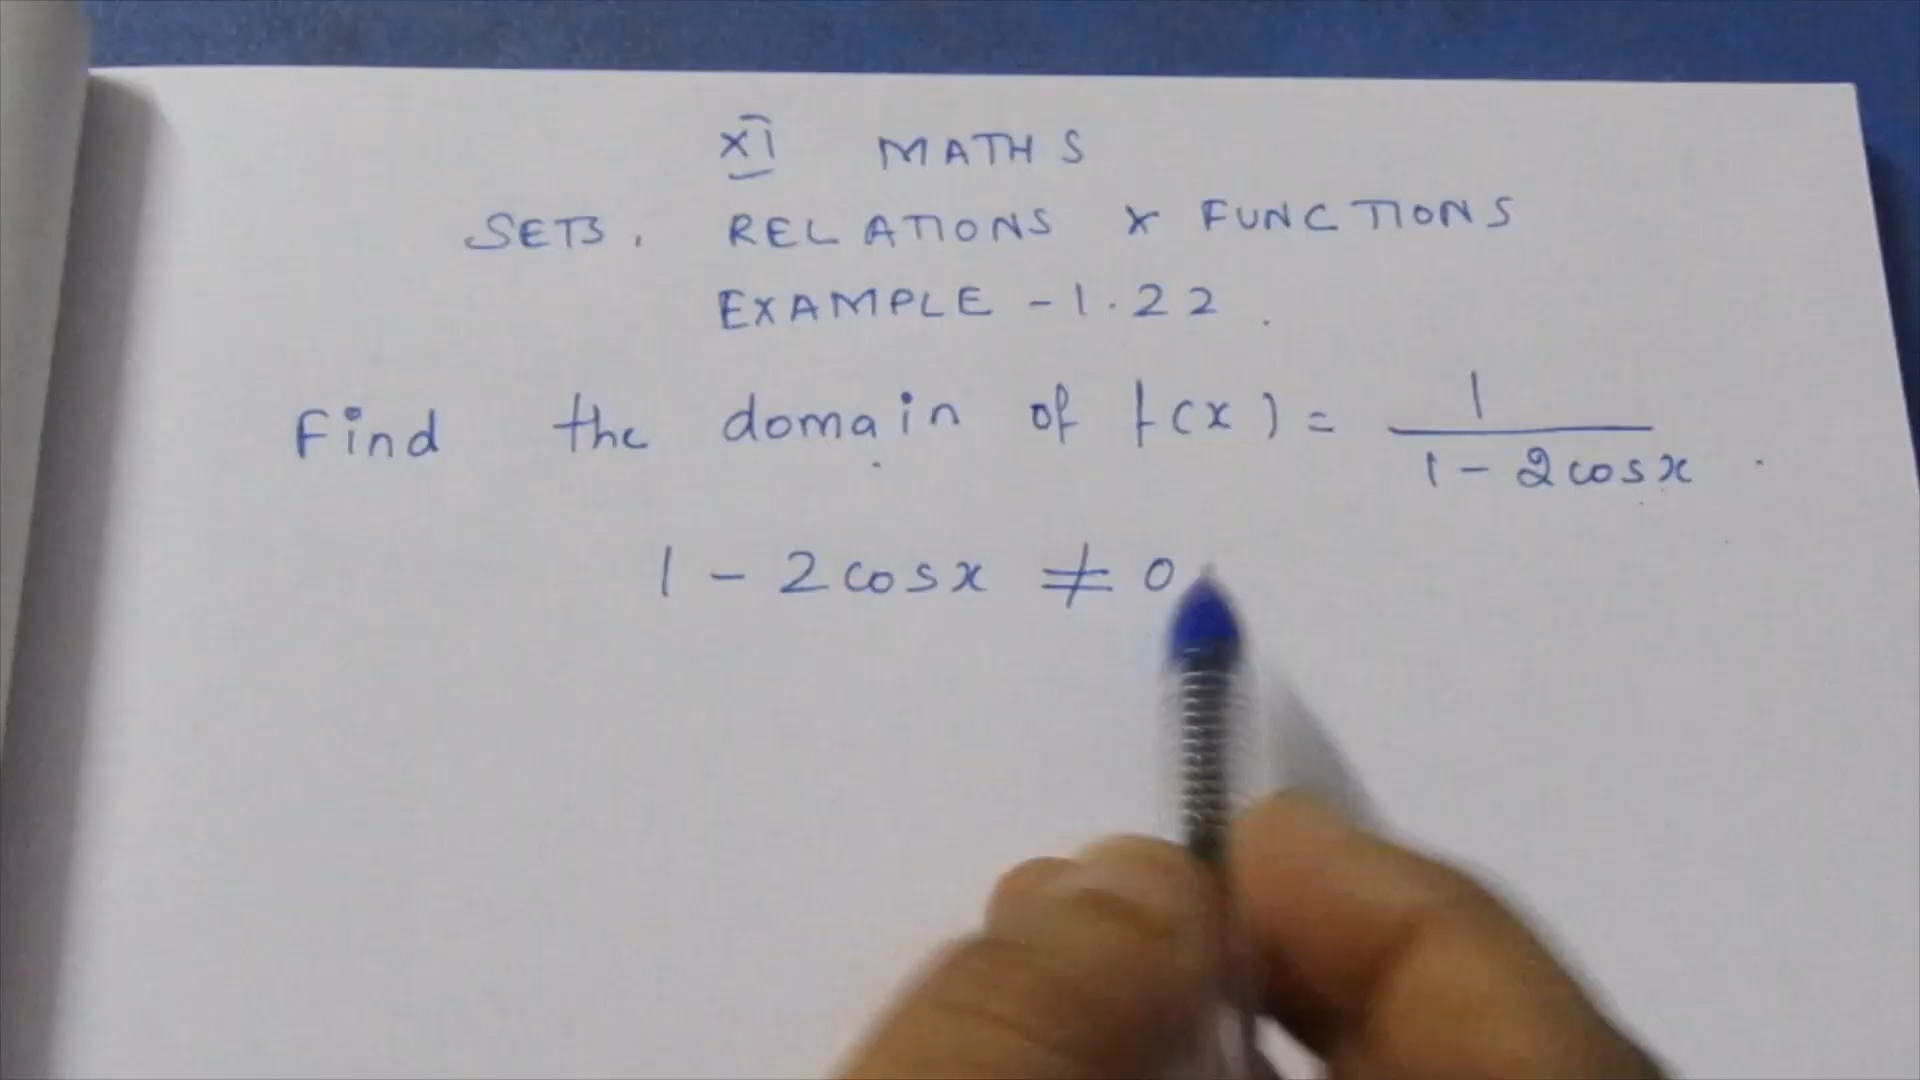 XI MATHS
SETS, RELATIONS & FUNCTIONS
EXAMPLE - 1.22.
Find the domain of f(x) = 1/(1 - 2cosx).
1 - 2cosx ≠ 0